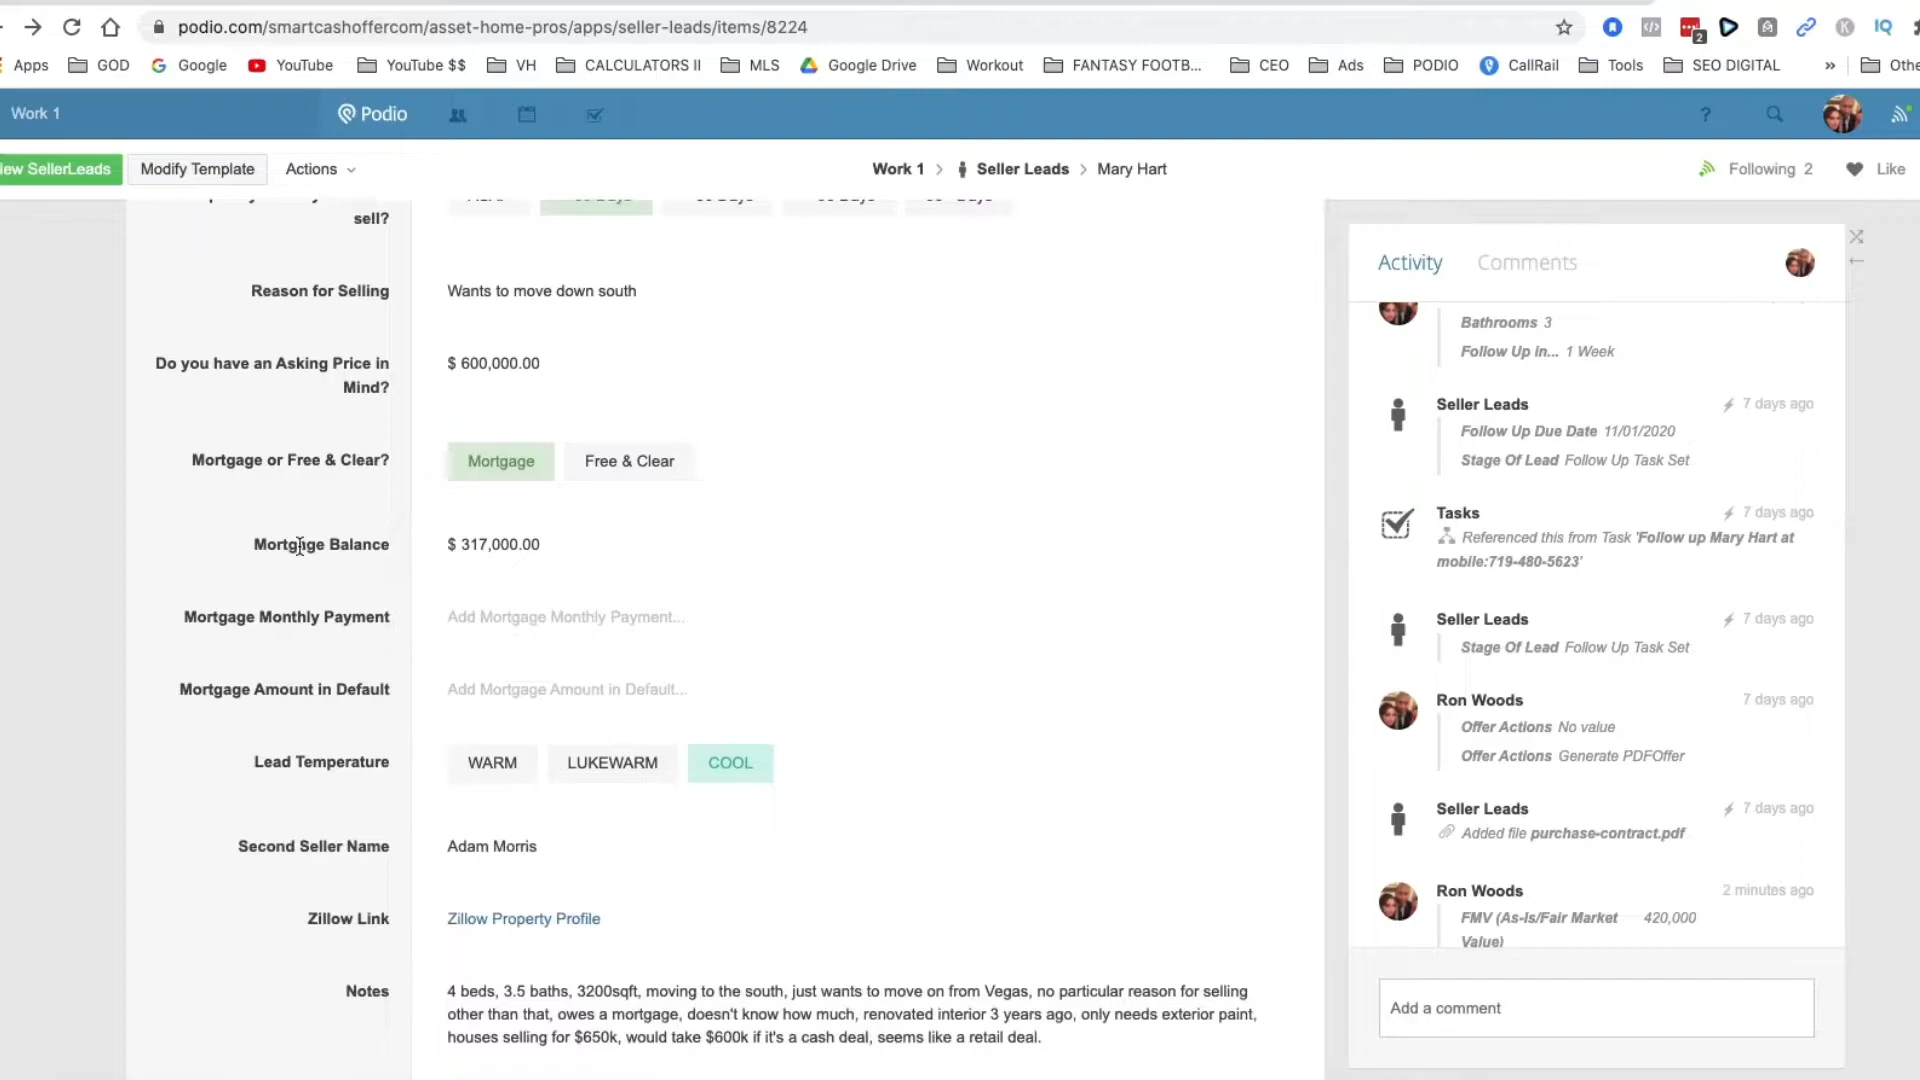 podio.com/smartcashoffercom/asset-home-pros/apps/seller-leads/items/8224
2
Apps GOD Google YouTube YouTube $$ VH CALCULATORS II MLS Google Drive Workout FANTASY FOOTB... CEO Ads PODIO CallRail Tools SEO DIGITAL » Othe
Work 1 Podio ?
New SellerLeads Modify Template Actions Work 1 > Seller Leads > Mary Hart Following 2 Like
sell?
Reason for Selling Wants to move down south
Do you have an Asking Price in
Mind?
$ 600,000.00
Mortgage or Free & Clear? Mortgage Free & Clear
Mortgage Balance $ 317,000.00
Mortgage Monthly Payment Add Mortgage Monthly Payment...
Mortgage Amount in Default Add Mortgage Amount in Default...
Lead Temperature WARM LUKEWARM COOL
Second Seller Name Adam Morris
Zillow Link Zillow Property Profile
Notes 4 beds, 3.5 baths, 3200sqft, moving to the south, just wants to move on from Vegas, no particular reason for selling
other than that, owes a mortgage, doesn't know how much, renovated interior 3 years ago, only needs exterior paint,
houses selling for $650k, would take $600k if it's a cash deal, seems like a retail deal.
Activity Comments
Bathrooms 3
Follow Up in... 1 Week
Seller Leads 7 days ago
Follow Up Due Date 11/01/2020
Stage Of Lead Follow Up Task Set
Tasks 7 days ago
Referenced this from Task 'Follow up Mary Hart at
mobile:719-480-5623'
Seller Leads 7 days ago
Stage Of Lead Follow Up Task Set
Ron Woods 7 days ago
Offer Actions No value
Offer Actions Generate PDFOffer
Seller Leads 7 days ago
Added file purchase-contract.pdf
Ron Woods 2 minutes ago
FMV (As-Is/Fair Market 420,000
Value)
Add a comment